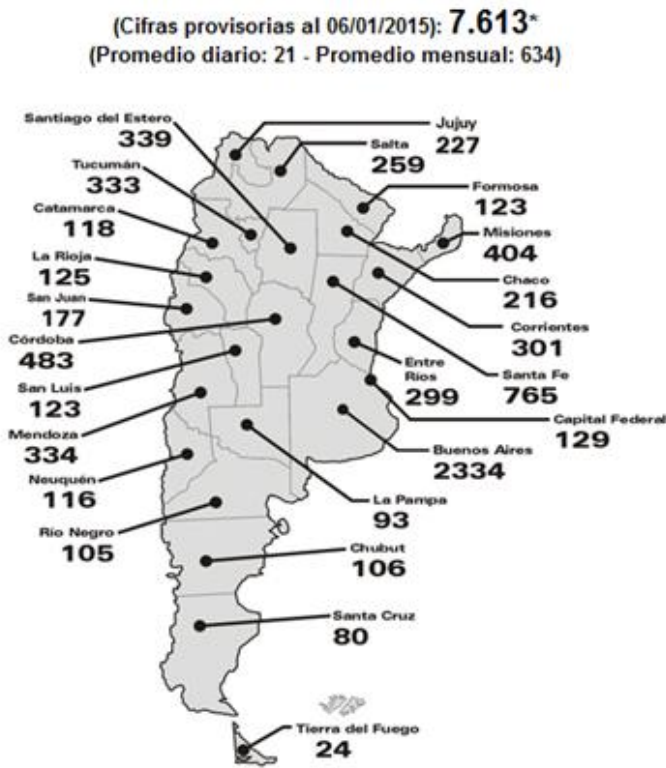 (Cifras provisorias al 06/01/2015): 7.613*
(Promedio diario: 21 - Promedio mensual: 634)
Santiago del Estero
339
Jujuy
227
Salta
259
Tucumán
333
Formosa
123
Catamarca
118
Misiones
404
La Rioja
125
Chaco
216
San Juan
177
Corrientes
301
Córdoba
483
Entre
Ríos
299
Santa Fe
765
San Luis
123
Capital Federal
129
Mendoza
334
Buenos Aires
2334
Neuquén
116
La Pampa
93
Río Negro
105
Chubut
106
Santa Cruz
80
Tierra del Fuego
24